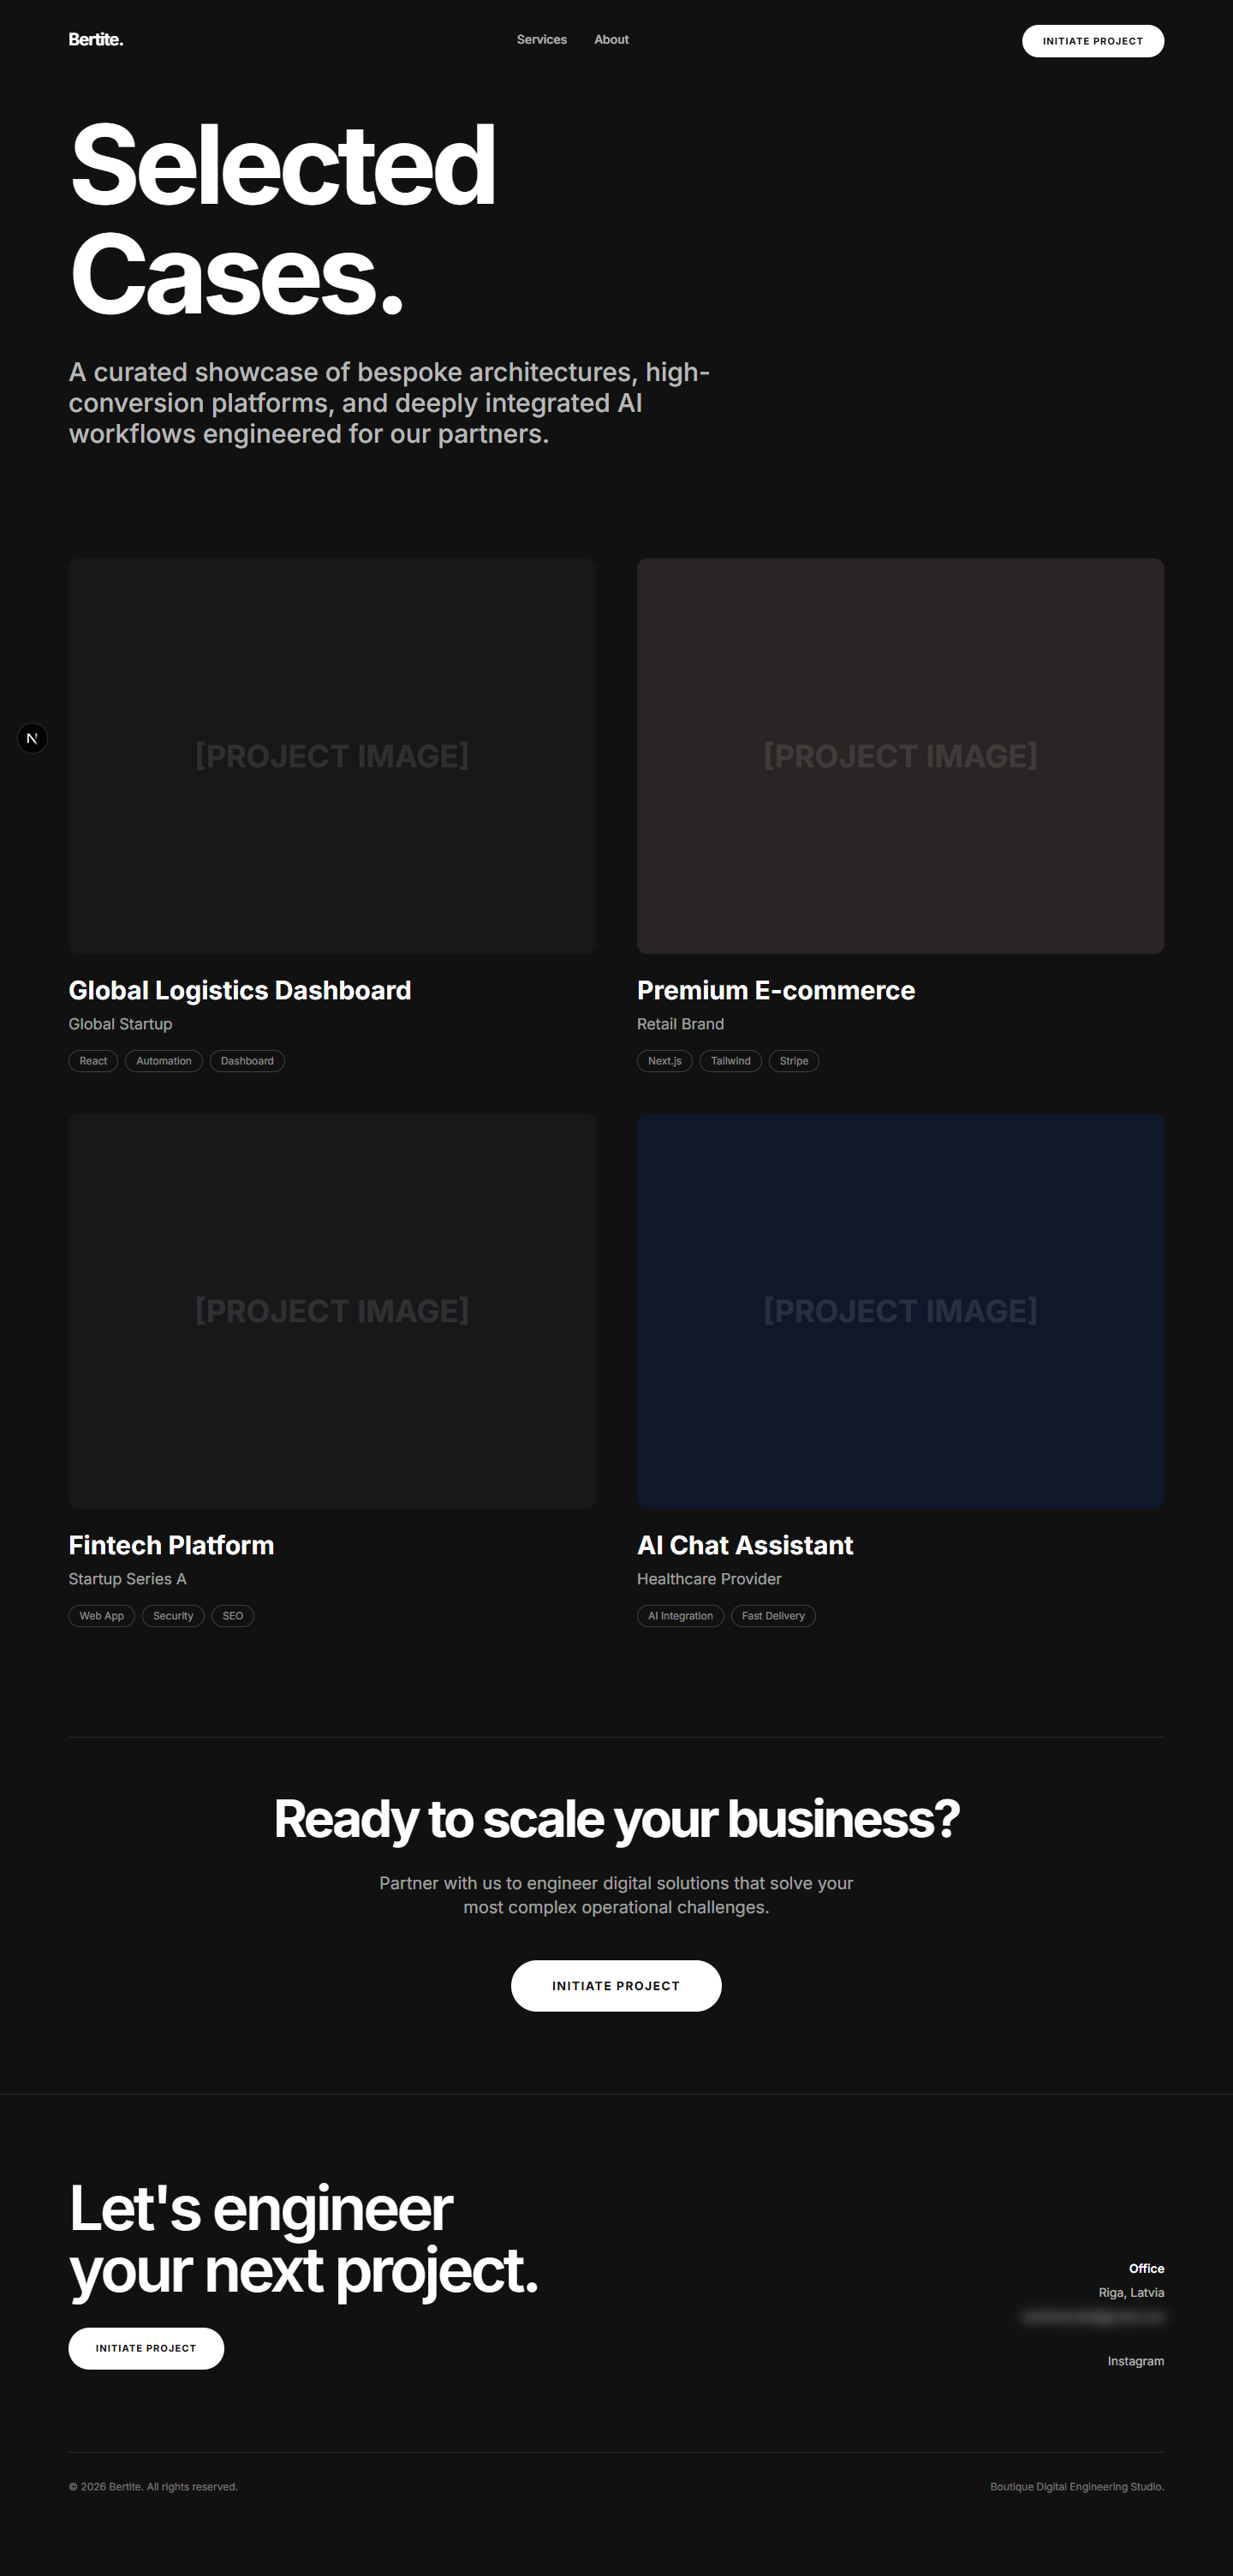 Bertite.
Services
About
INITIATE PROJECT
Selected
Cases.
A curated showcase of bespoke architectures, high-
conversion platforms, and deeply integrated AI
workflows engineered for our partners.
[PROJECT IMAGE]
[PROJECT IMAGE]
N
Global Logistics Dashboard
Global Startup
React
Automation
Dashboard
Premium E-commerce
Retail Brand
Next.js
Tailwind
Stripe
[PROJECT IMAGE]
[PROJECT IMAGE]
Fintech Platform
Startup Series A
Web App
Security
SEO
AI Chat Assistant
Healthcare Provider
AI Integration
Fast Delivery
Ready to scale your business?
Partner with us to engineer digital solutions that solve your
most complex operational challenges.
INITIATE PROJECT
Let's engineer
your next project.
INITIATE PROJECT
Office
Riga, Latvia
Instagram
© 2026 Bertite. All rights reserved.
Boutique Digital Engineering Studio.